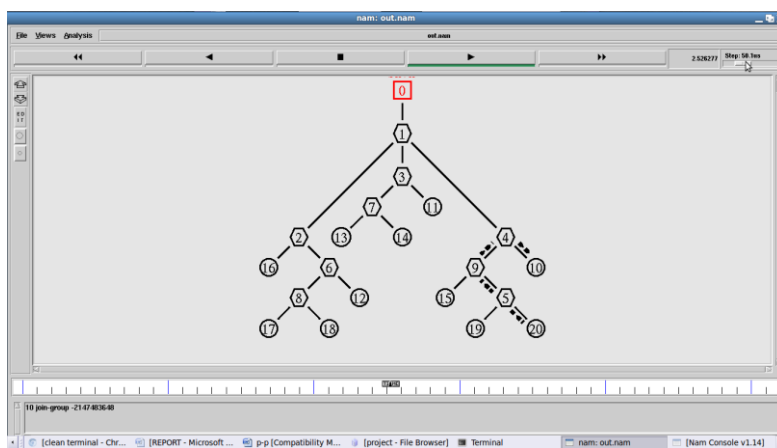 nam: out.nam
File Views Analysis out.nam
2.526277 Step: 58.1ms
0
1
3
7 11
2 13 14 4
16 6 9 10
8 12 15 5
17 18 19 20
10 join-group -2147483648
[clean terminal - Chr... [REPORT - Microsoft ... p-p [Compatibility M... [project - File Browser] Terminal nam: out.nam [Nam Console v1.14]